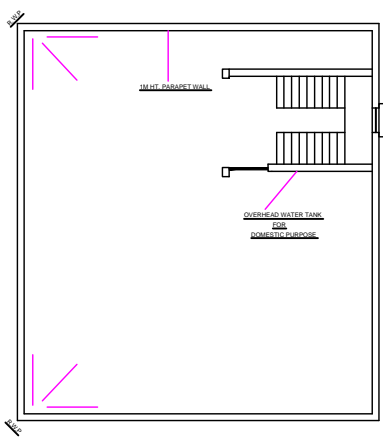 R.W.P
1M HT. PARAPET WALL
OVERHEAD WATER TANK
FOR
DOMESTIC PURPOSE
R.W.P